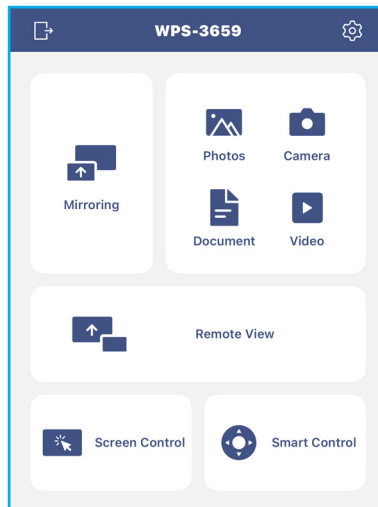 WPS-3659
Photos
Camera
Mirroring
Document
Video
Remote View
Screen Control
Smart Control